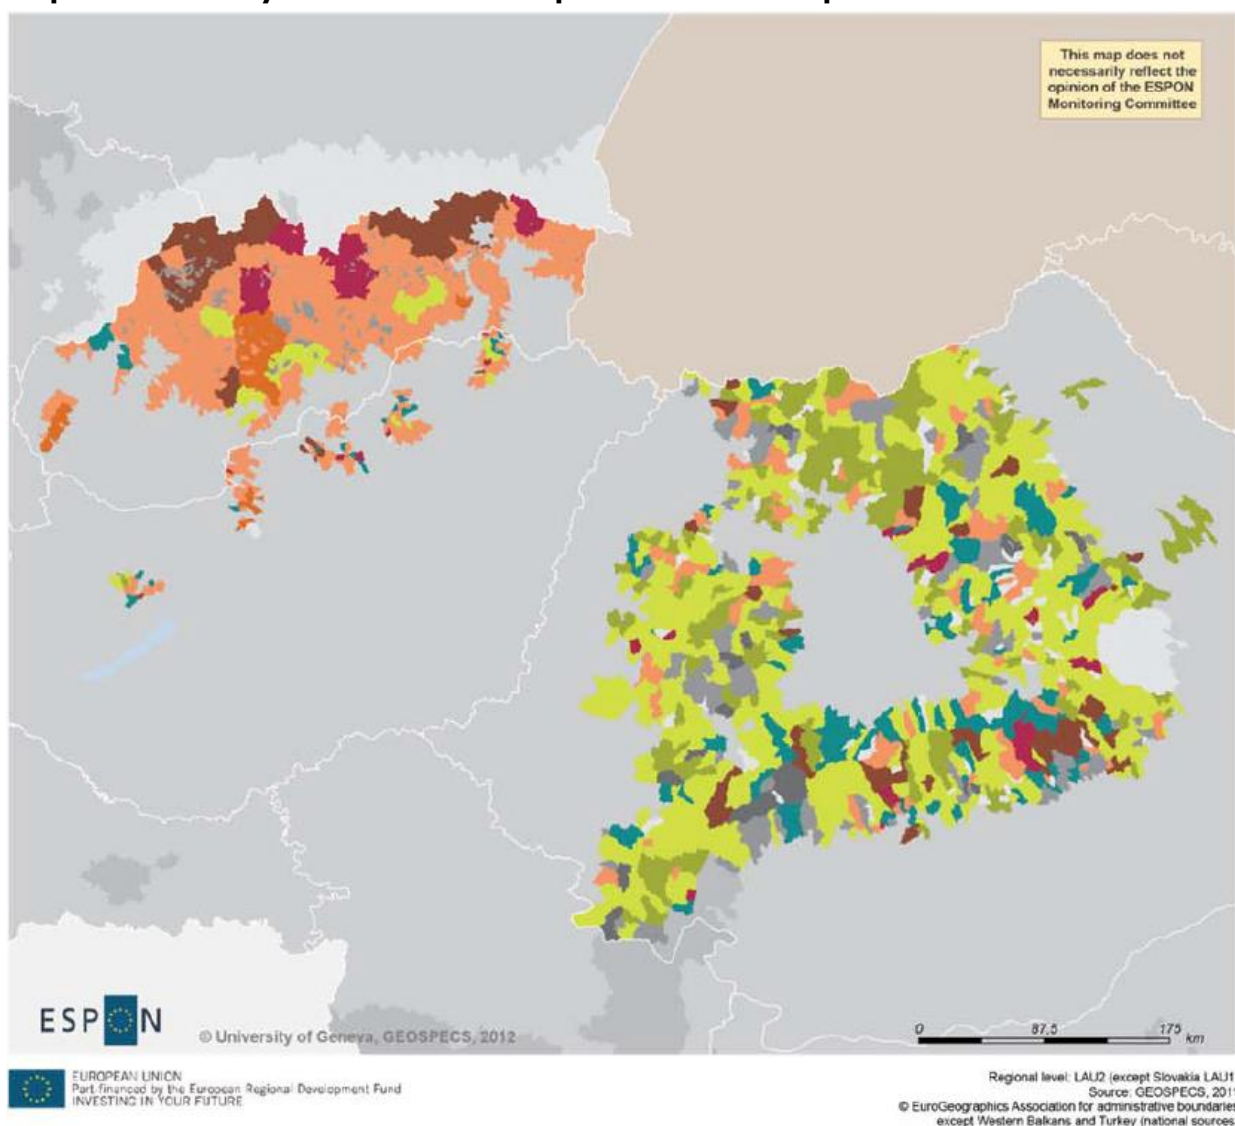 This map does not
necessarily reflect the
opinion of the ESPON
Monitoring Committee
ESPON
© University of Geneva, GEOSPECS, 2012
0 87,5 175
km
EUROPEAN UNION
Part financed by the European Regional Development Fund
INVESTING IN YOUR FUTURE
Regional level: LAU2 (except Slovakia LAU1
Source: GEOSPECS, 2011
© EuroGeographics Association for administrative boundaries
except Western Balkans and Turkey (national sources